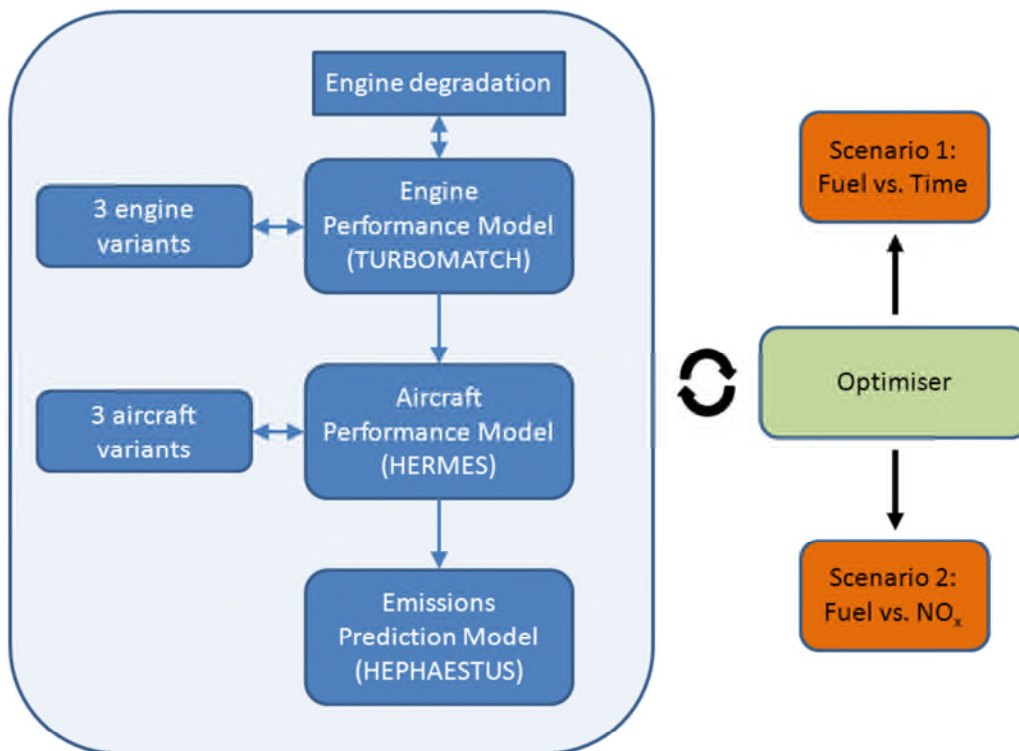 Engine degradation
3 engine
variants
Engine
Performance Model
(TURBOMATCH)
3 aircraft
variants
Aircraft
Performance Model
(HERMES)
Emissions
Prediction Model
(HEPHAESTUS)
Scenario 1:
Fuel vs. Time
Optimiser
Scenario 2:
Fuel vs. NOₓ